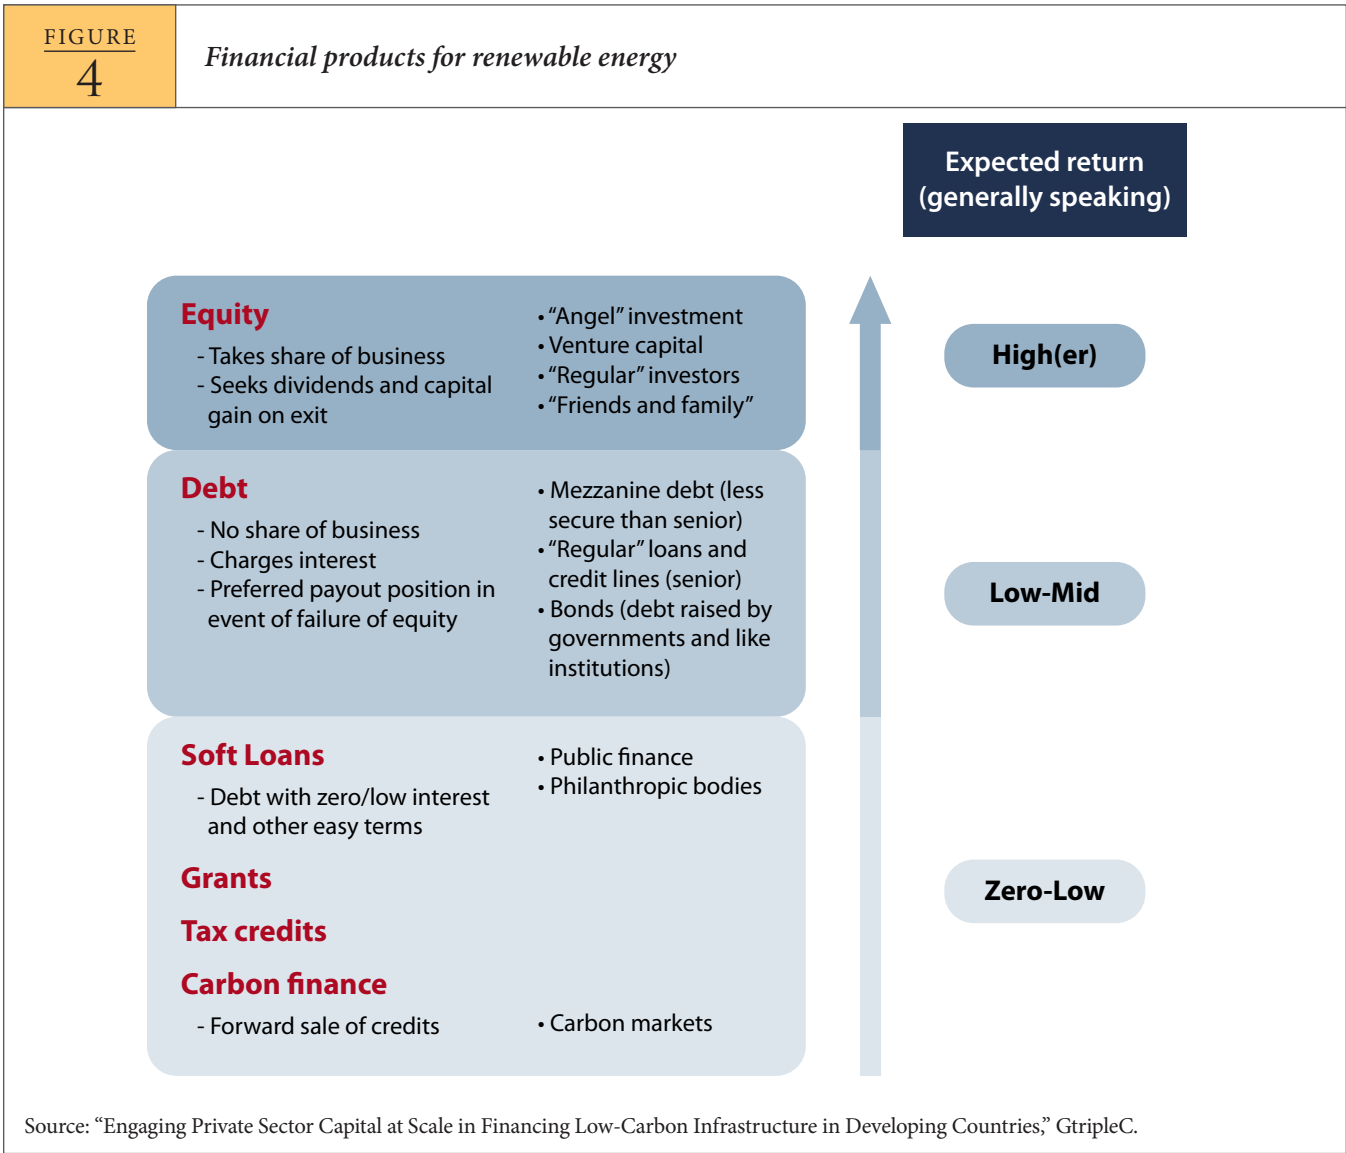 FIGURE
4
Financial products for renewable energy
Expected return
(generally speaking)
Equity
- Takes share of business
- Seeks dividends and capital
gain on exit
• “Angel” investment
• Venture capital
• “Regular” investors
• “Friends and family”
High(er)
Debt
- No share of business
- Charges interest
- Preferred payout position in
event of failure of equity
• Mezzanine debt (less
secure than senior)
• “Regular” loans and
credit lines (senior)
• Bonds (debt raised by
governments and like
institutions)
Low-Mid
Soft Loans
- Debt with zero/low interest
and other easy terms
• Public finance
• Philanthropic bodies
Grants
Tax credits
Carbon finance
- Forward sale of credits
• Carbon markets
Zero-Low
Source: “Engaging Private Sector Capital at Scale in Financing Low-Carbon Infrastructure in Developing Countries,” GtripleC.